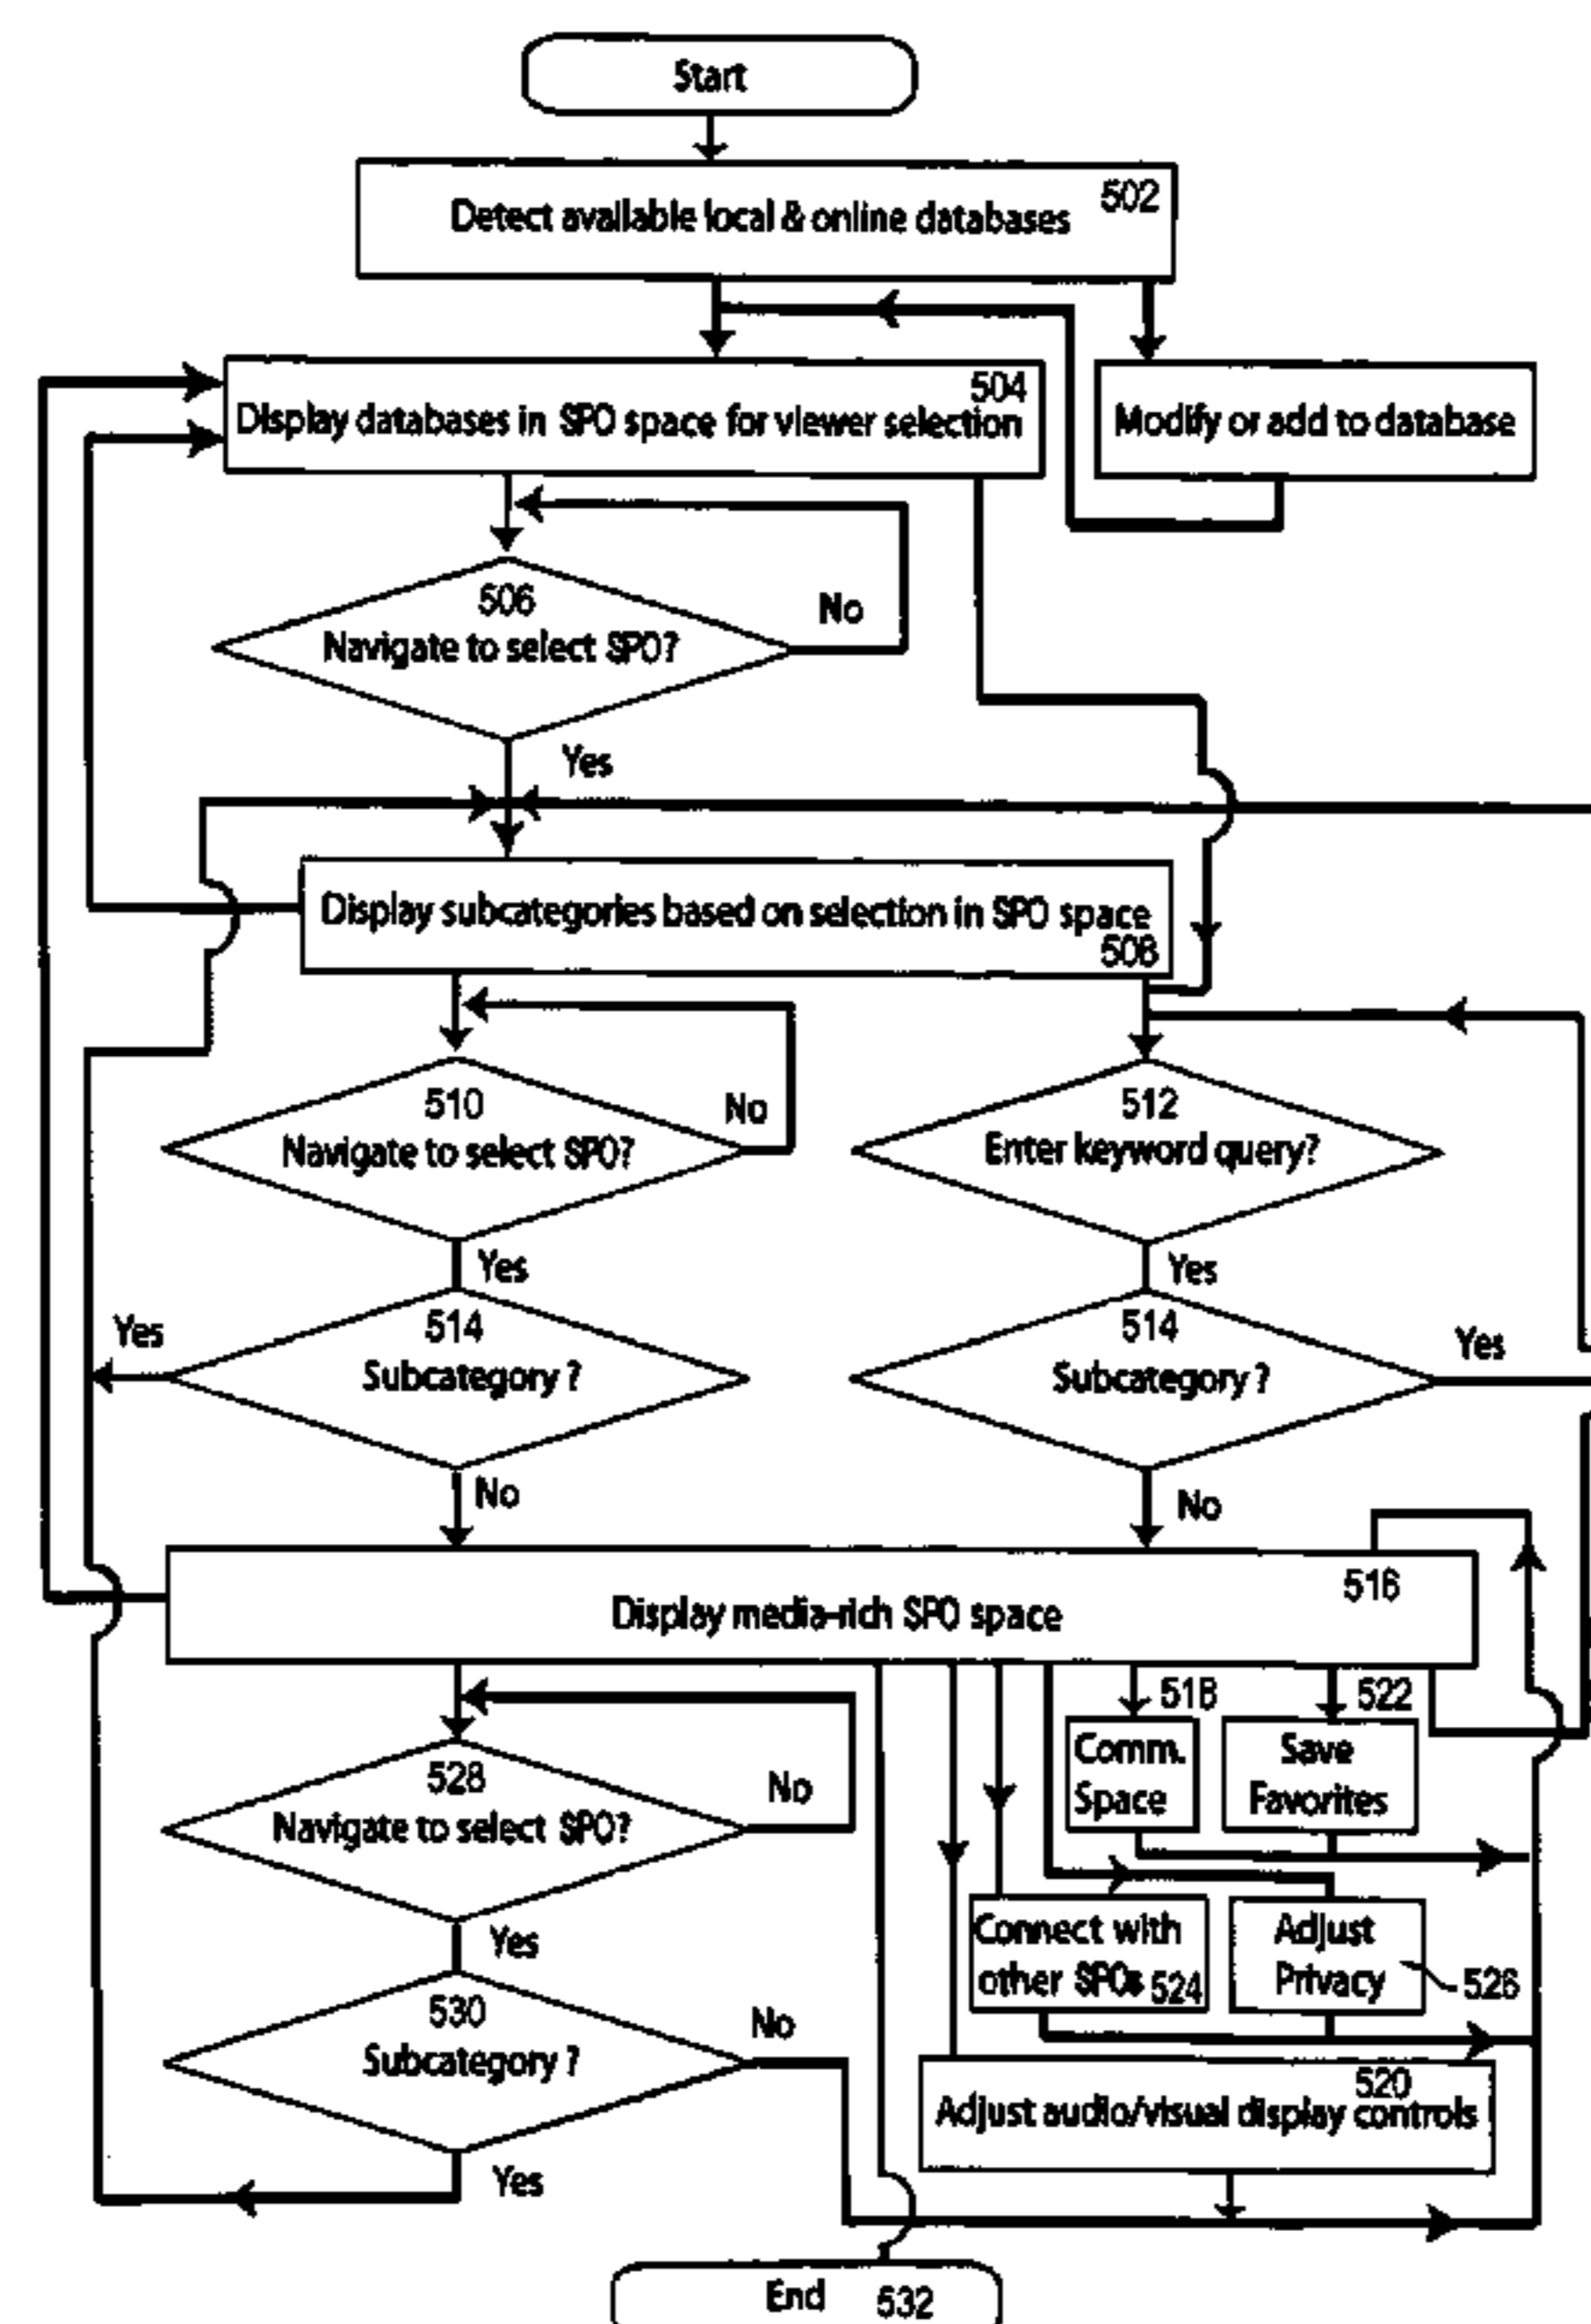 Start
502
Detect available local & online databases
504
Display databases in SPO space for viewer selection
Modify or add to database
506
Navigate to select SPO?
No
Yes
Display subcategories based on selection in SPO space
508
510
Navigate to select SPO?
No
512
Enter keyword query?
Yes
Yes
514
Subcategory ?
Yes
514
Subcategory ?
Yes
No
No
516
Display media-rich SPO space
518
522
Comm.
Space
Save
Favorites
528
Navigate to select SPO?
No
Yes
Connect with
other SPOs 524
Adjust
Privacy
526
530
Subcategory ?
No
Yes
520
Adjust audio/visual display controls
End 532